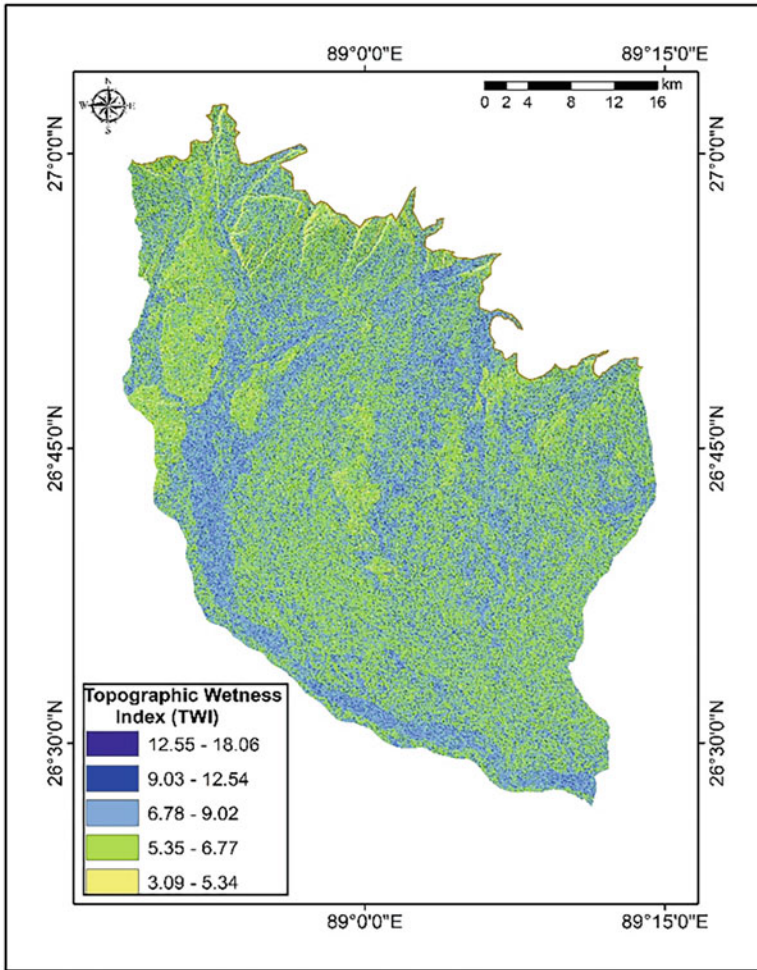 89°0'0"E 89°15'0"E
N
W E
S
km
0 2 4 8 12 16
27°0'0"N 27°0'0"N
26°45'0"N 26°45'0"N
26°30'0"N 26°30'0"N
Topographic Wetness
Index (TWI)
12.55 - 18.06
9.03 - 12.54
6.78 - 9.02
5.35 - 6.77
3.09 - 5.34
89°0'0"E 89°15'0"E